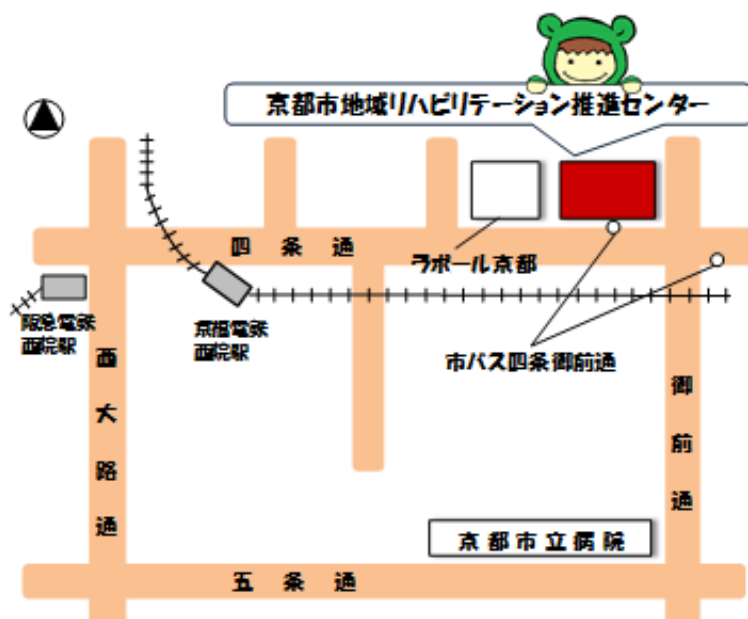 京都市地域リハビリテーション推進センター
四条通
ラポール京都
阪急電鉄
西院駅
京福電鉄
西院駅
市バス四条御前通
西大路通
御前通
京都市立病院
五条通